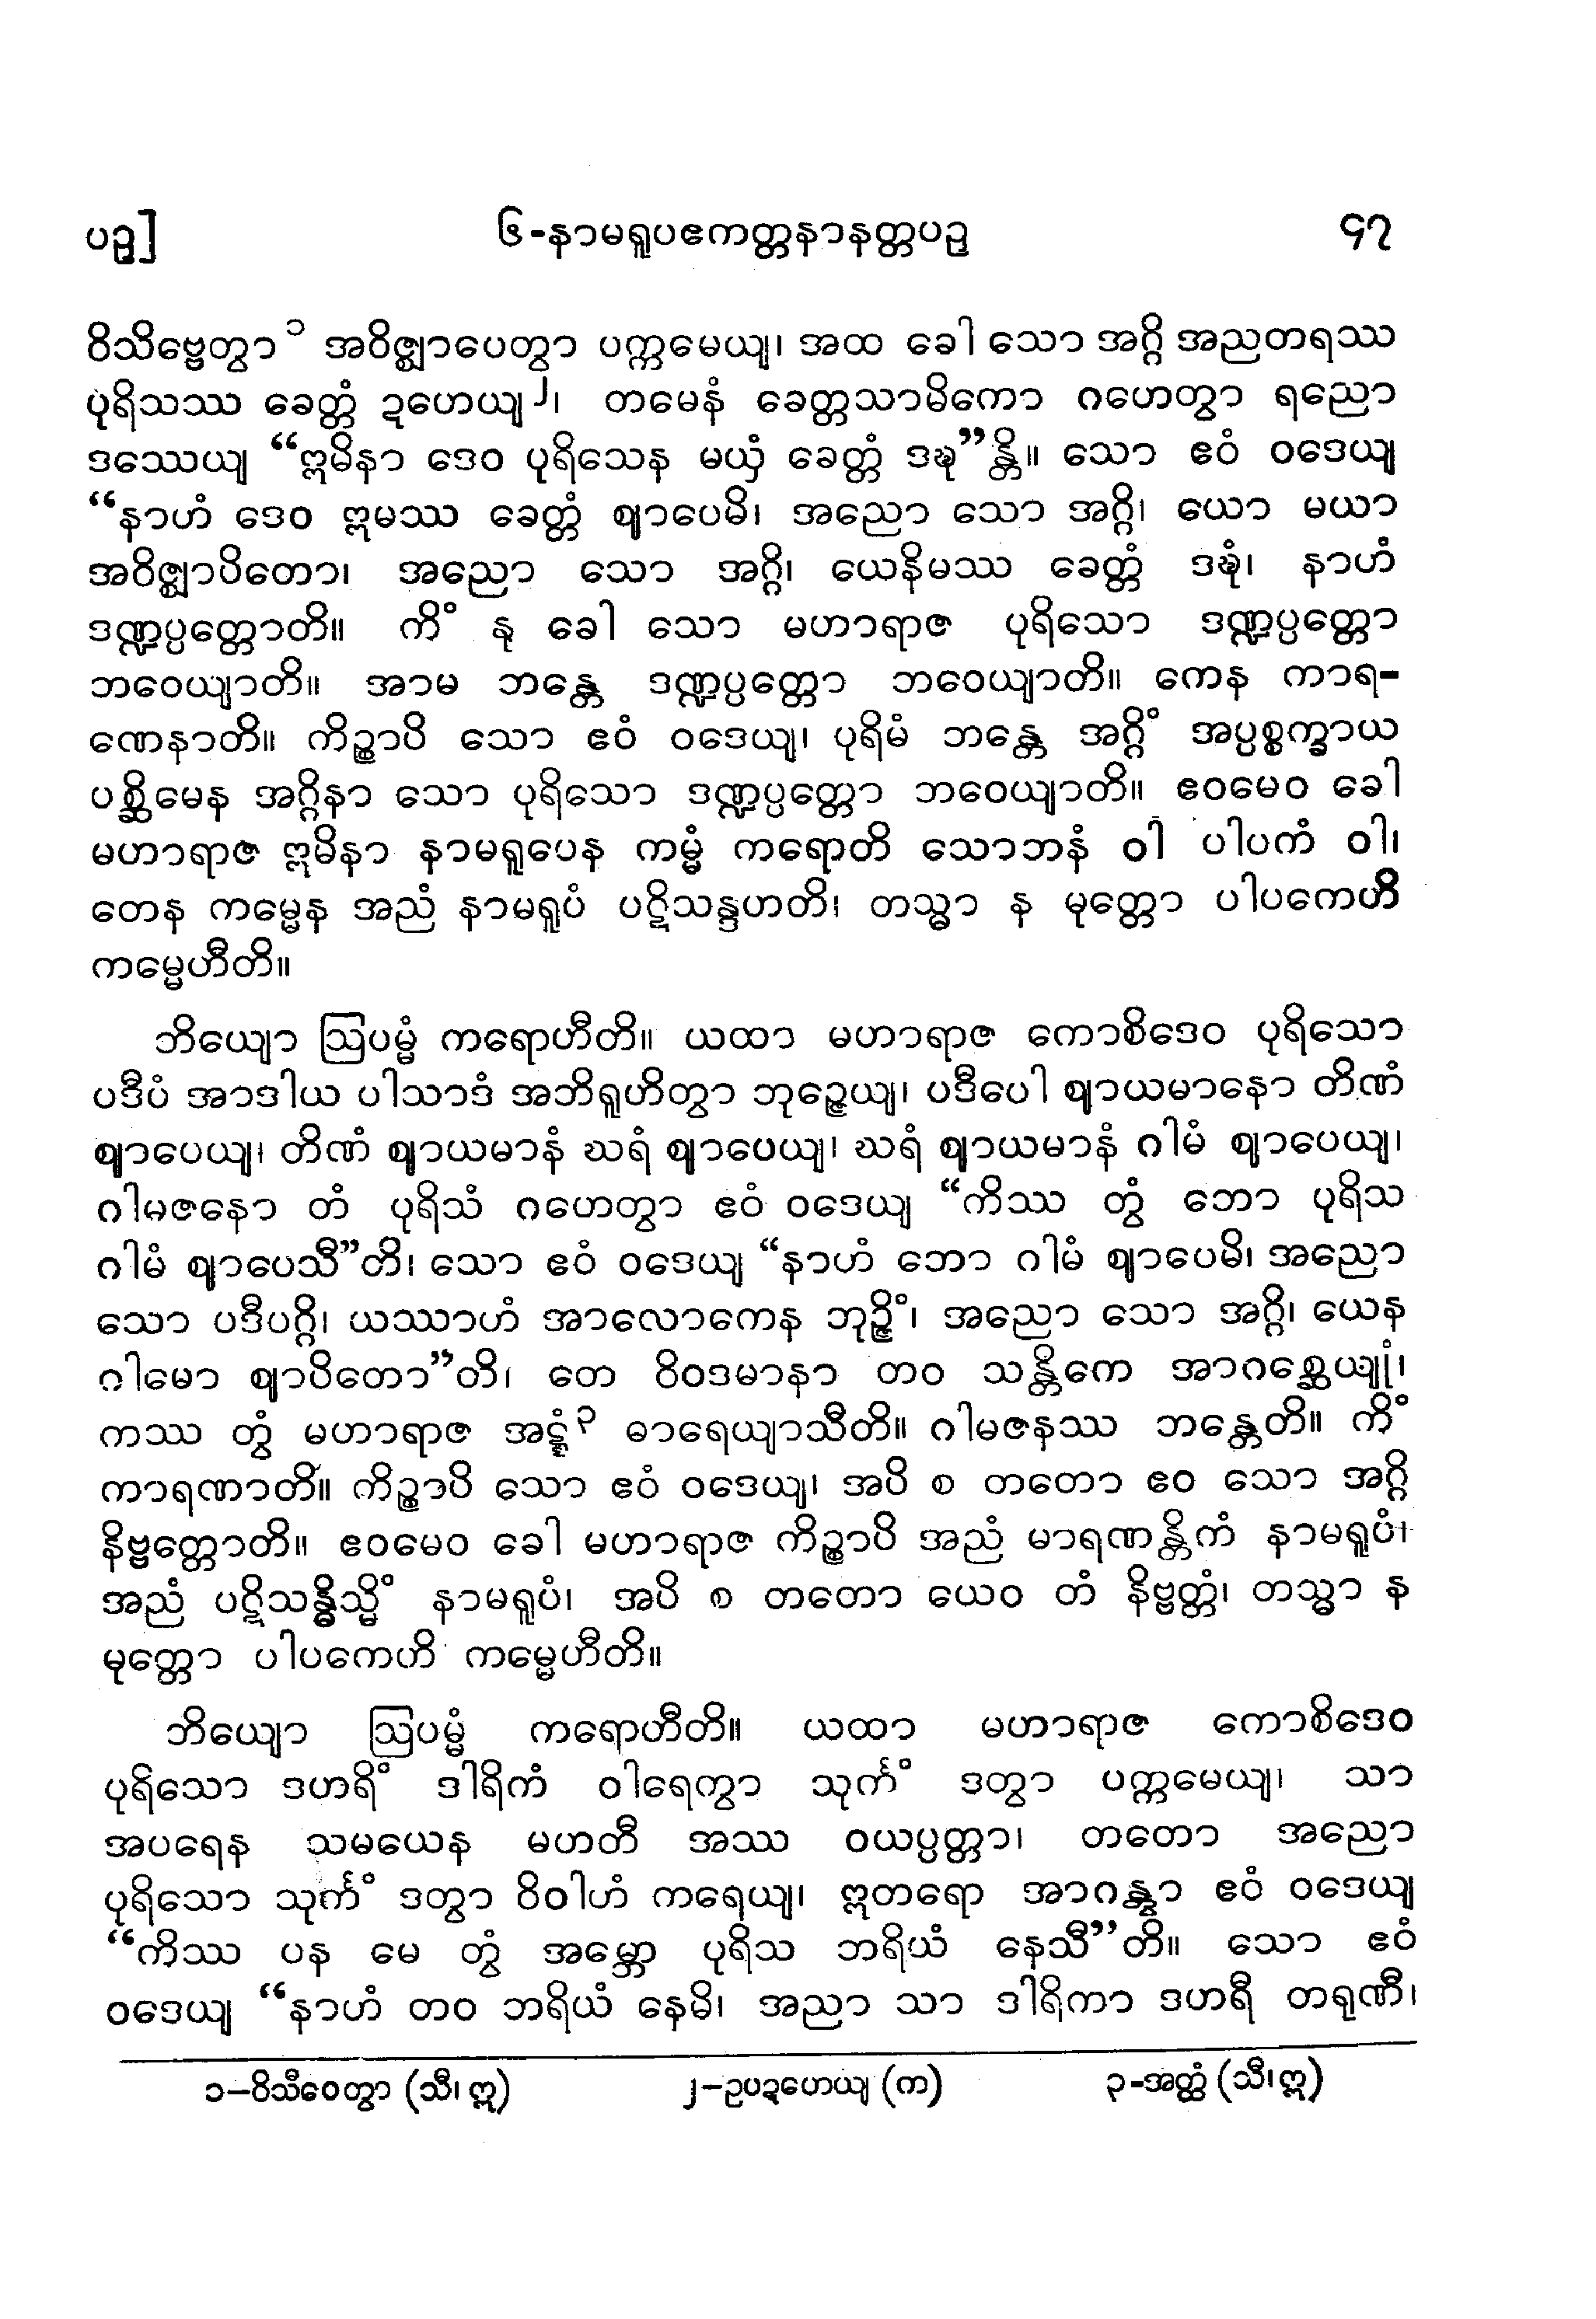 ပဉှ]
၆-နာမရူပဧကတ္တနာနတ္တပဉှ
၄၇
ဝိသိဗ္ဗေတွာ ၁ အဝိဇ္ဈာပေတွာ ပက္ကမေယျ၊ အထ ခေါ သော အဂ္ဂိ အညတရဿ
ပုရိသဿ ခေတ္တံ ဍဟေယျ ၂၊ တမေနံ ခေတ္တသာမိကော ဂဟေတွာ ရညော
ဒဿေယျ “ဣမိနာ ဒေဝ ပုရိသေန မယှံ ခေတ္တံ ဒဍ္ဎ”န္တိ။ သော ဧဝံ ဝဒေယျ
“နာဟံ ဒေဝ ဣမဿ ခေတ္တံ ဈာပေမိ၊ အညော သော အဂ္ဂိ၊ ယော မယာ
အဝိဇ္ဈာပိတော၊ အညော သော အဂ္ဂိ၊ ယေနိမဿ ခေတ္တံ ဒဍ္ဎံ၊ နာဟံ
ဒဏ္ဍပ္ပတ္တောတိ။ ကိံ နု ခေါ သော မဟာရာဇ ပုရိသော ဒဏ္ဍပ္ပတ္တော
ဘဝေယျာတိ။ အာမ ဘန္တေ ဒဏ္ဍပ္ပတ္တော ဘဝေယျာတိ။ ကေန ကာရ-
ဏေနာတိ။ ကိဉ္စာပိ သော ဧဝံ ဝဒေယျ၊ ပုရိမံ ဘန္တေ အဂ္ဂိံ အပ္ပစ္စက္ခာယ
ပစ္ဆိမေန အဂ္ဂိနာ သော ပုရိသော ဒဏ္ဍပ္ပတ္တော ဘဝေယျာတိ။ ဧဝမေဝ ခေါ
မဟာရာဇ ဣမိနာ နာမရူပေန ကမ္မံ ကရောတိ သောဘနံ ဝါ ပါပကံ ဝါ၊
တေန ကမ္မေန အညံ နာမရူပံ ပဋိသန္ဒဟတိ၊ တသ္မာ န မုတ္တော ပါပကေဟိ
ကမ္မေဟီတိ။
ဘိယျော ဩပမ္မံ ကရောဟီတိ။ ယထာ မဟာရာဇ ကောစိဒေဝ ပုရိသော
ပဒီပံ အာဒါယ ပါသာဒံ အဘိရူဟိတွာ ဘုဉ္ဇေယျ၊ ပဒီပေါ ဈာယမာနော တိဏံ
ဈာပေယျ၊ တိဏံ ဈာယမာနံ ဃရံ ဈာပေယျ၊ ဃရံ ဈာယမာနံ ဂါမံ ဈာပေယျ၊
ဂါမဇနော တံ ပုရိသံ ဂဟေတွာ ဧဝံ ဝဒေယျ “ကိဿ တွံ ဘော ပုရိသ
ဂါမံ ဈာပေသီ”တိ၊ သော ဧဝံ ဝဒေယျ “နာဟံ ဘော ဂါမံ ဈာပေမိ၊ အညော
သော ပဒီပဂ္ဂိ၊ ယဿာဟံ အာလောကေန ဘုဉ္ဇိံ၊ အညော သော အဂ္ဂိ၊ ယေန
ဂါမော ဈာပိတော”တိ၊ တေ ဝိဝဒမာနာ တဝ သန္တိကေ အာဂစ္ဆေယျုံ၊
ကဿ တွံ မဟာရာဇ အဋ္ဋံ ၃ ဓာရေယျာသီတိ။ ဂါမဇနဿ ဘန္တေတိ။ ကိံ
ကာရဏာတိ။ ကိဉ္စာပိ သော ဧဝံ ဝဒေယျ၊ အပိ စ တတော ဧဝ သော အဂ္ဂိ
နိဗ္ဗတ္တောတိ။ ဧဝမေဝ ခေါ မဟာရာဇ ကိဉ္စာပိ အညံ မာရဏန္တိကံ နာမရူပံ၊
အညံ ပဋိသန္ဓိသ္မိံ နာမရူပံ၊ အပိ စ တတော ယေဝ တံ နိဗ္ဗတ္တံ၊ တသ္မာ န
မုတ္တော ပါပကေဟိ ကမ္မေဟီတိ။
ဘိယျော ဩပမ္မံ ကရောဟီတိ။ ယထာ မဟာရာဇ ကောစိဒေဝ
ပုရိသော ဒဟရိံ ဒါရိကံ ဝါရေကွာ သုင်္ကံ ဒတွာ ပက္ကမေယျ၊ သာ
အပရေန သမယေန မဟတီ အဿ ဝယပ္ပတ္တာ၊ တတော အညော
ပုရိသော သုင်္ကံ ဒတွာ ဝိဝါဟံ ကရေယျ၊ ဣတရော အာဂန္တွာ ဧဝံ ဝဒေယျ
“ကိဿ ပန မေ တွံ အမ္ဘော ပုရိသ ဘရိယံ နေသီ”တိ။ သော ဧဝံ
ဝဒေယျ “နာဟံ တဝ ဘရိယံ နေမိ၊ အညာ သာ ဒါရိကာ ဒဟရီ တရုဏီ၊
၁–ဝိသီဝေတွာ (သီ၊ဣ)
၂–ဥပဍဟေယျ (က)
၃-အတ္ထံ (သီ၊ဣ)